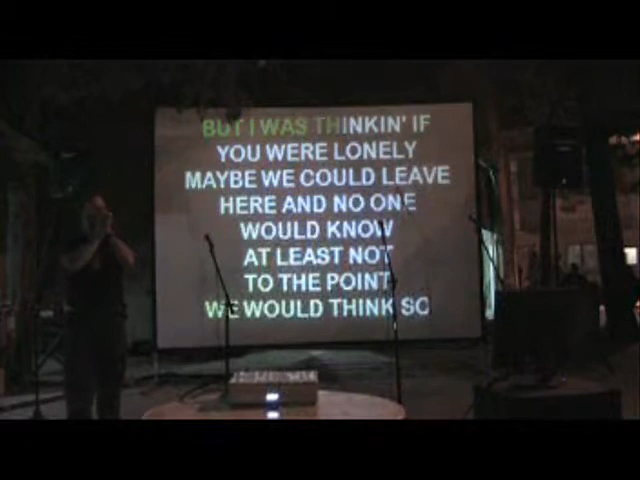 BUT I WAS THINKIN' IF
YOU WERE LONELY
MAYBE WE COULD LEAVE
HERE AND NO ONE
WOULD KNOW
AT LEAST NOT
TO THE POINT
WE WOULD THINK SO